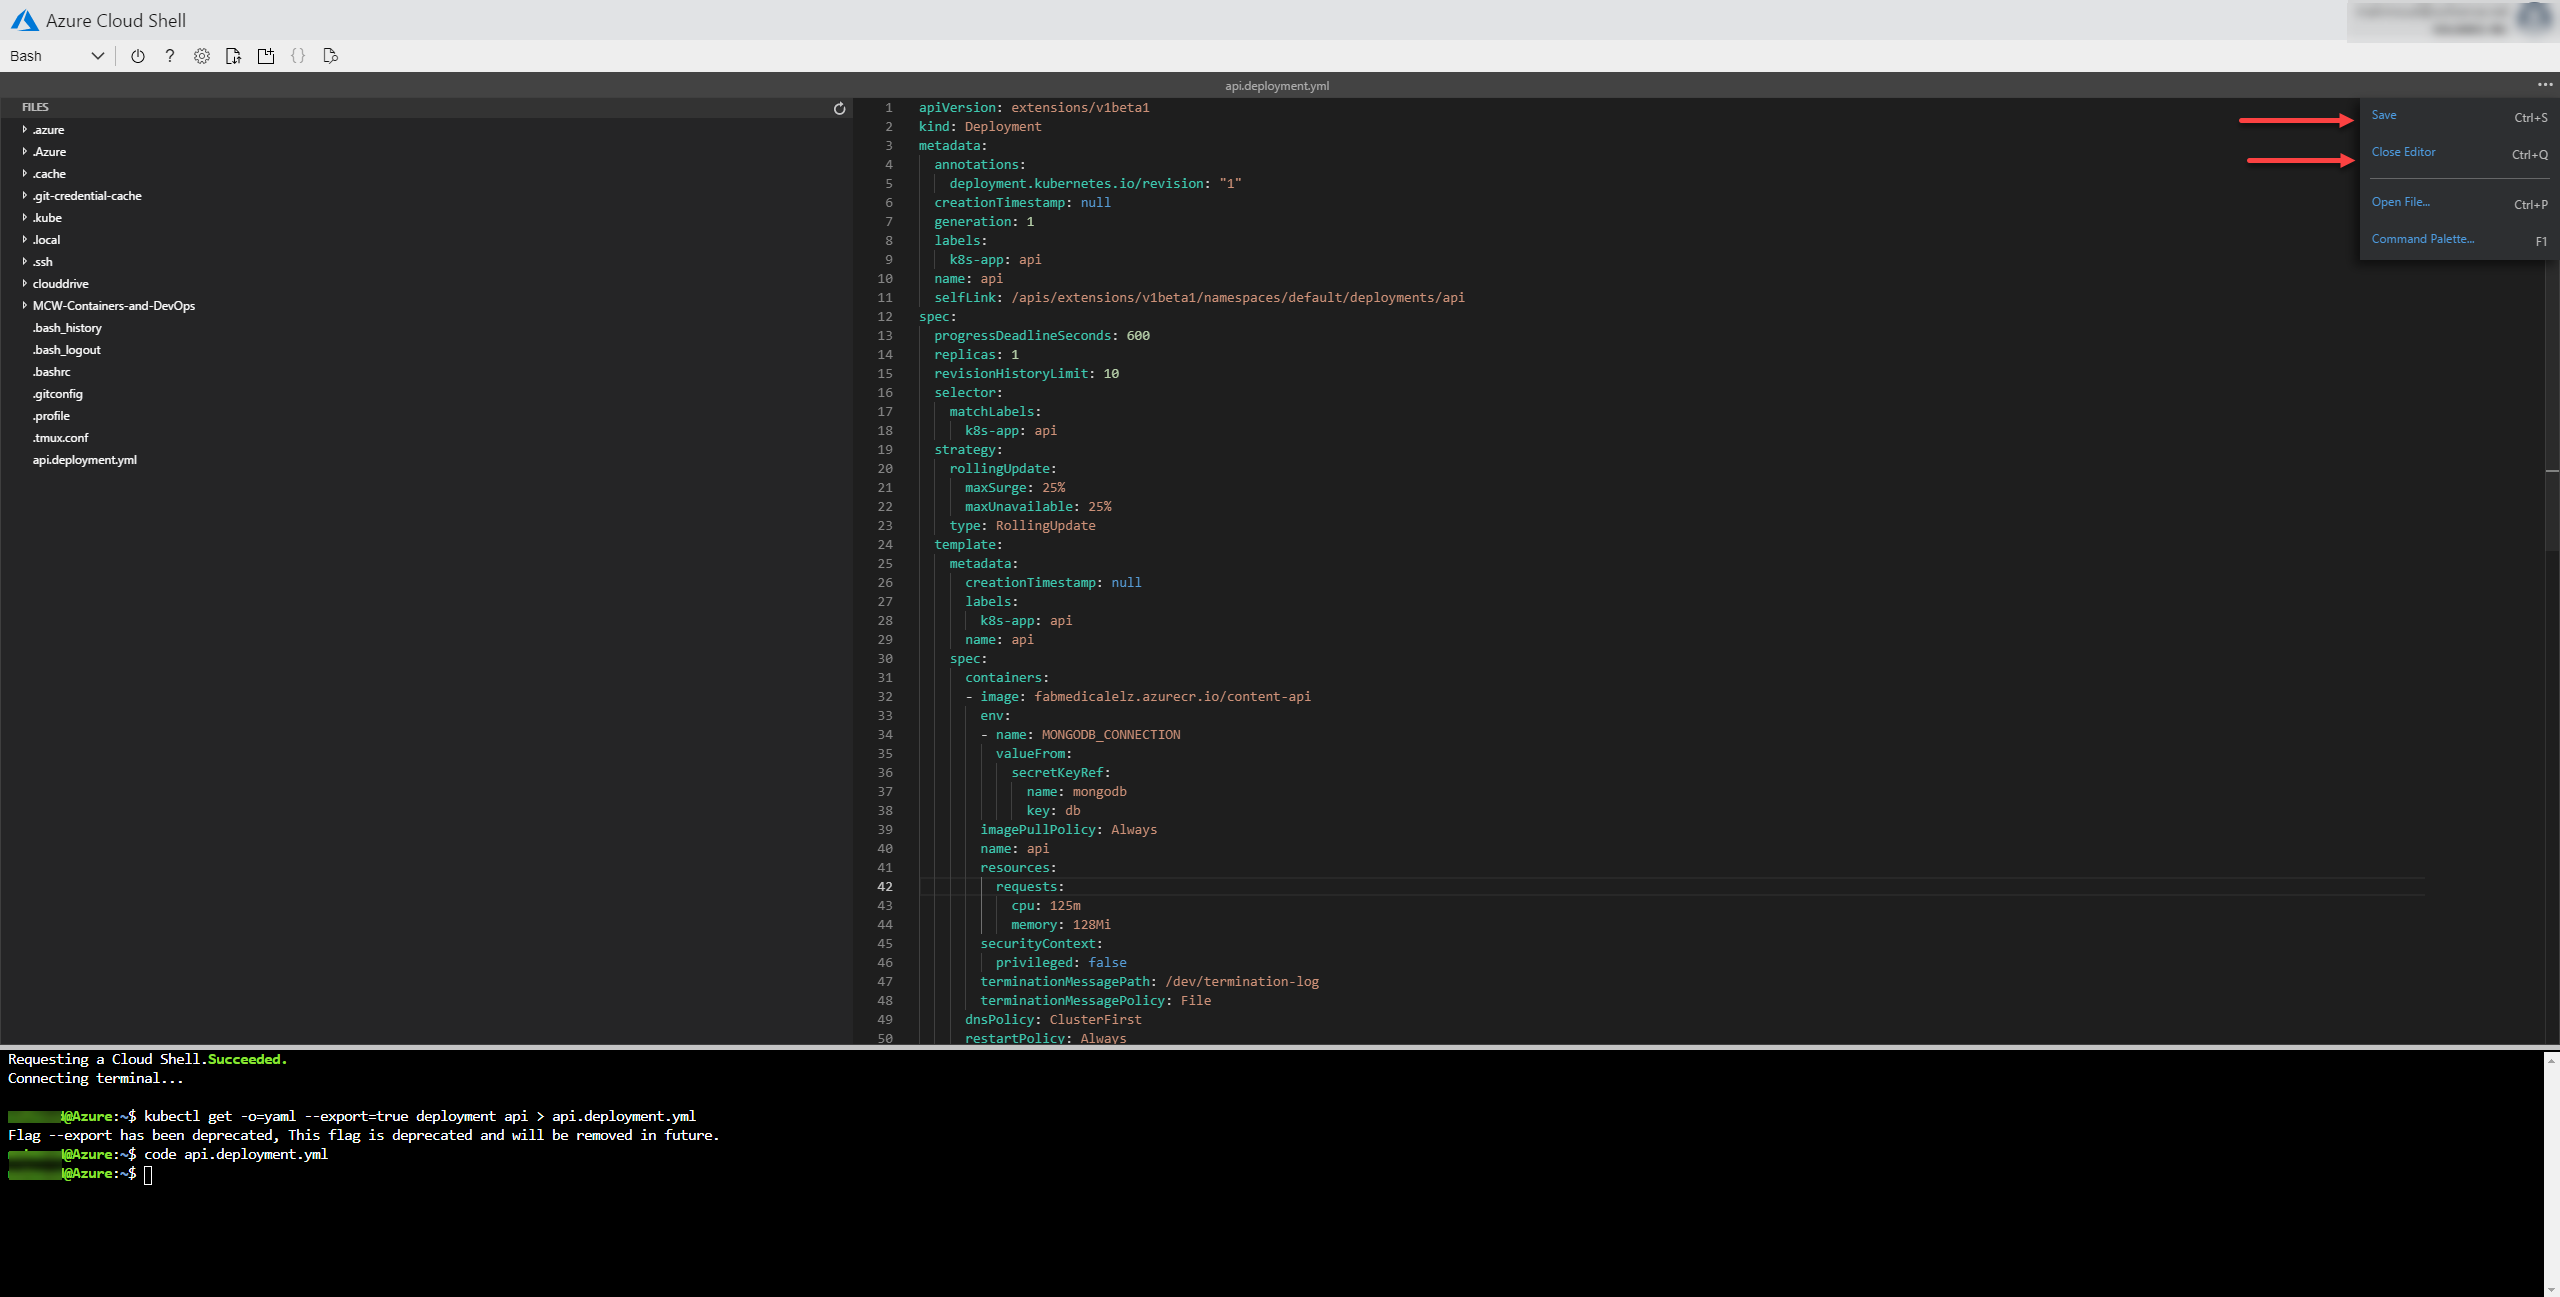 Azure Cloud Shell
Bash
?
{}
api.deployment.yml
...
FILES
.azure
.Azure
.cache
.git-credential-cache
.kube
.local
.ssh
clouddrive
MCW-Containers-and-DevOps
.bash_history
.bash_logout
.bashrc
.gitconfig
.profile
.tmux.conf
api.deployment.yml
1 apiVersion: extensions/v1beta1
2 kind: Deployment
3 metadata:
4   annotations:
5     deployment.kubernetes.io/revision: "1"
6   creationTimestamp: null
7   generation: 1
8   labels:
9     k8s-app: api
10   name: api
11   selfLink: /apis/extensions/v1beta1/namespaces/default/deployments/api
12 spec:
13   progressDeadlineSeconds: 600
14   replicas: 1
15   revisionHistoryLimit: 10
16   selector:
17     matchLabels:
18       k8s-app: api
19   strategy:
20     rollingUpdate:
21       maxSurge: 25%
22       maxUnavailable: 25%
23     type: RollingUpdate
24   template:
25     metadata:
26       creationTimestamp: null
27       labels:
28         k8s-app: api
29       name: api
30     spec:
31       containers:
32       - image: fabmedicalelz.azurecr.io/content-api
33         env:
34         - name: MONGODB_CONNECTION
35           valueFrom:
36             secretKeyRef:
37               name: mongodb
38               key: db
39         imagePullPolicy: Always
40         name: api
41         resources:
42           requests:
43             cpu: 125m
44             memory: 128Mi
45         securityContext:
46           privileged: false
47         terminationMessagePath: /dev/termination-log
48         terminationMessagePolicy: File
49       dnsPolicy: ClusterFirst
50       restartPolicy: Always
Save Ctrl+S
Close Editor Ctrl+Q
Open File... Ctrl+P
Command Palette... F1
Requesting a Cloud Shell.Succeeded.
Connecting terminal...
@Azure:~$ kubectl get -o=yaml --export=true deployment api > api.deployment.yml
Flag --export has been deprecated, This flag is deprecated and will be removed in future.
@Azure:~$ code api.deployment.yml
@Azure:~$